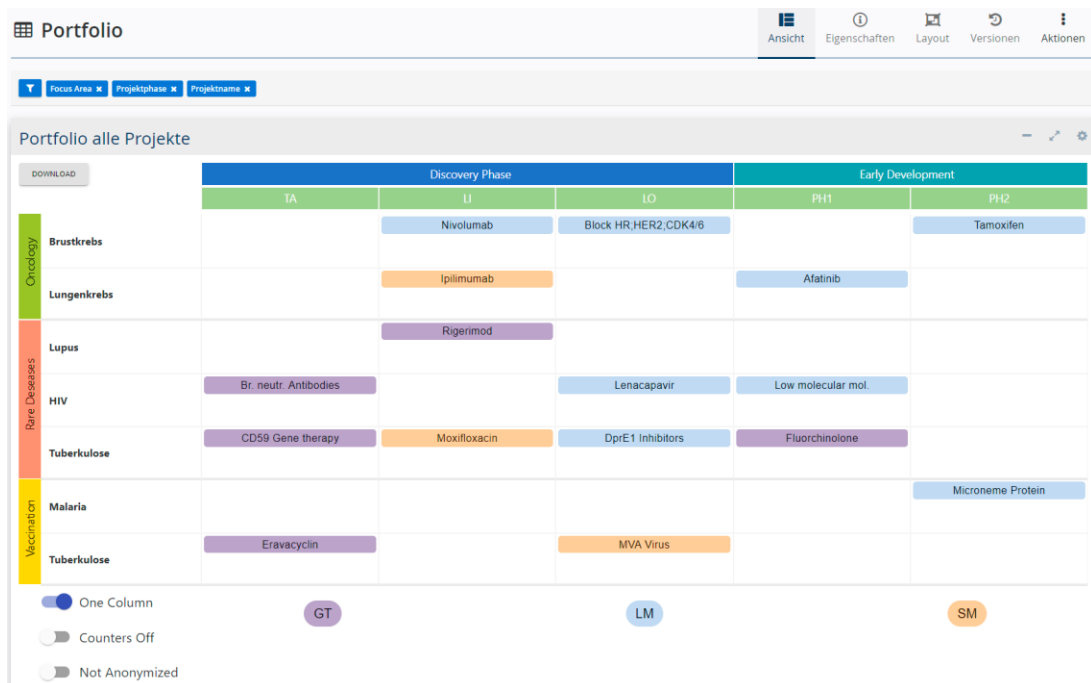 Portfolio
Ansicht
Eigenschaften
Layout
Versionen
Aktionen
Focus Area ×
Projektphase ×
Projektname ×
Portfolio alle Projekte
DOWNLOAD
Discovery Phase
Early Development
TA
LI
LO
PH1
PH2
Oncology
Brustkrebs
Nivolumab
Block HR;HER2;CDK4/6
Tamoxifen
Lungenkrebs
Ipilimumab
Afatinib
Rare Deseases
Lupus
Rigerimod
HIV
Br. neutr. Antibodies
Lenacapavir
Low molecular mol.
Tuberkulose
CD59 Gene therapy
Moxifloxacin
DprE1 Inhibitors
Fluorchinolone
Vaccination
Malaria
Microneme Protein
Tuberkulose
Eravacyclin
MVA Virus
One Column
GT
LM
SM
Counters Off
Not Anonymized